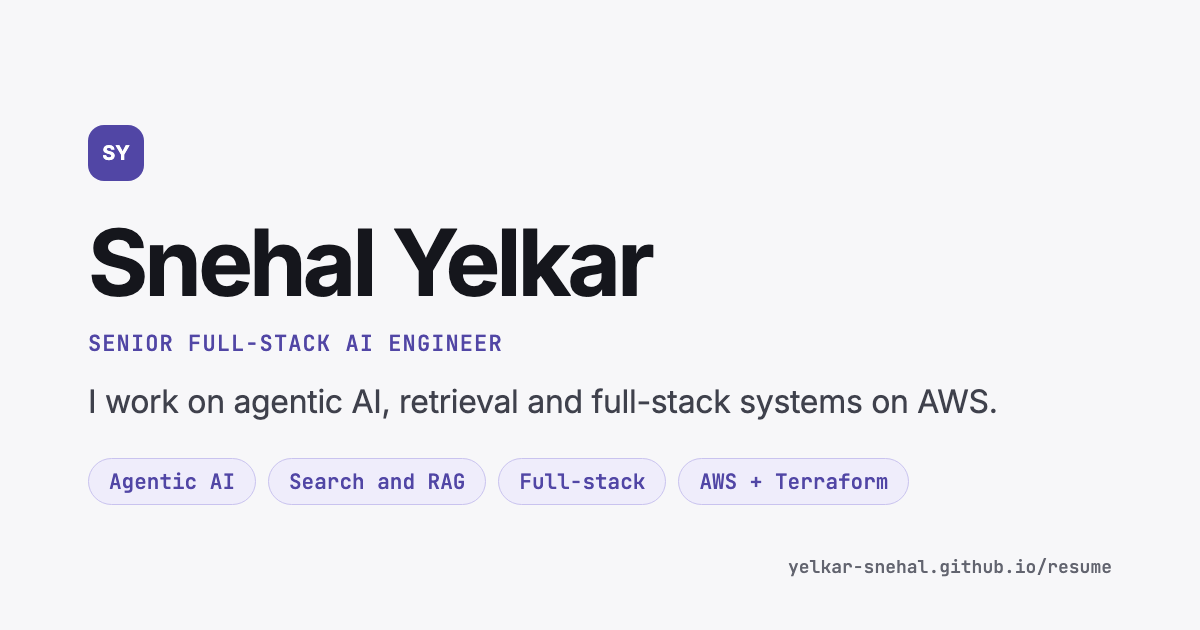 SY
Snehal Yelkar
SENIOR FULL-STACK AI ENGINEER
I work on agentic AI, retrieval and full-stack systems on AWS.
Agentic AI Search and RAG Full-stack AWS + Terraform
yelkar-snehal.github.io/resume